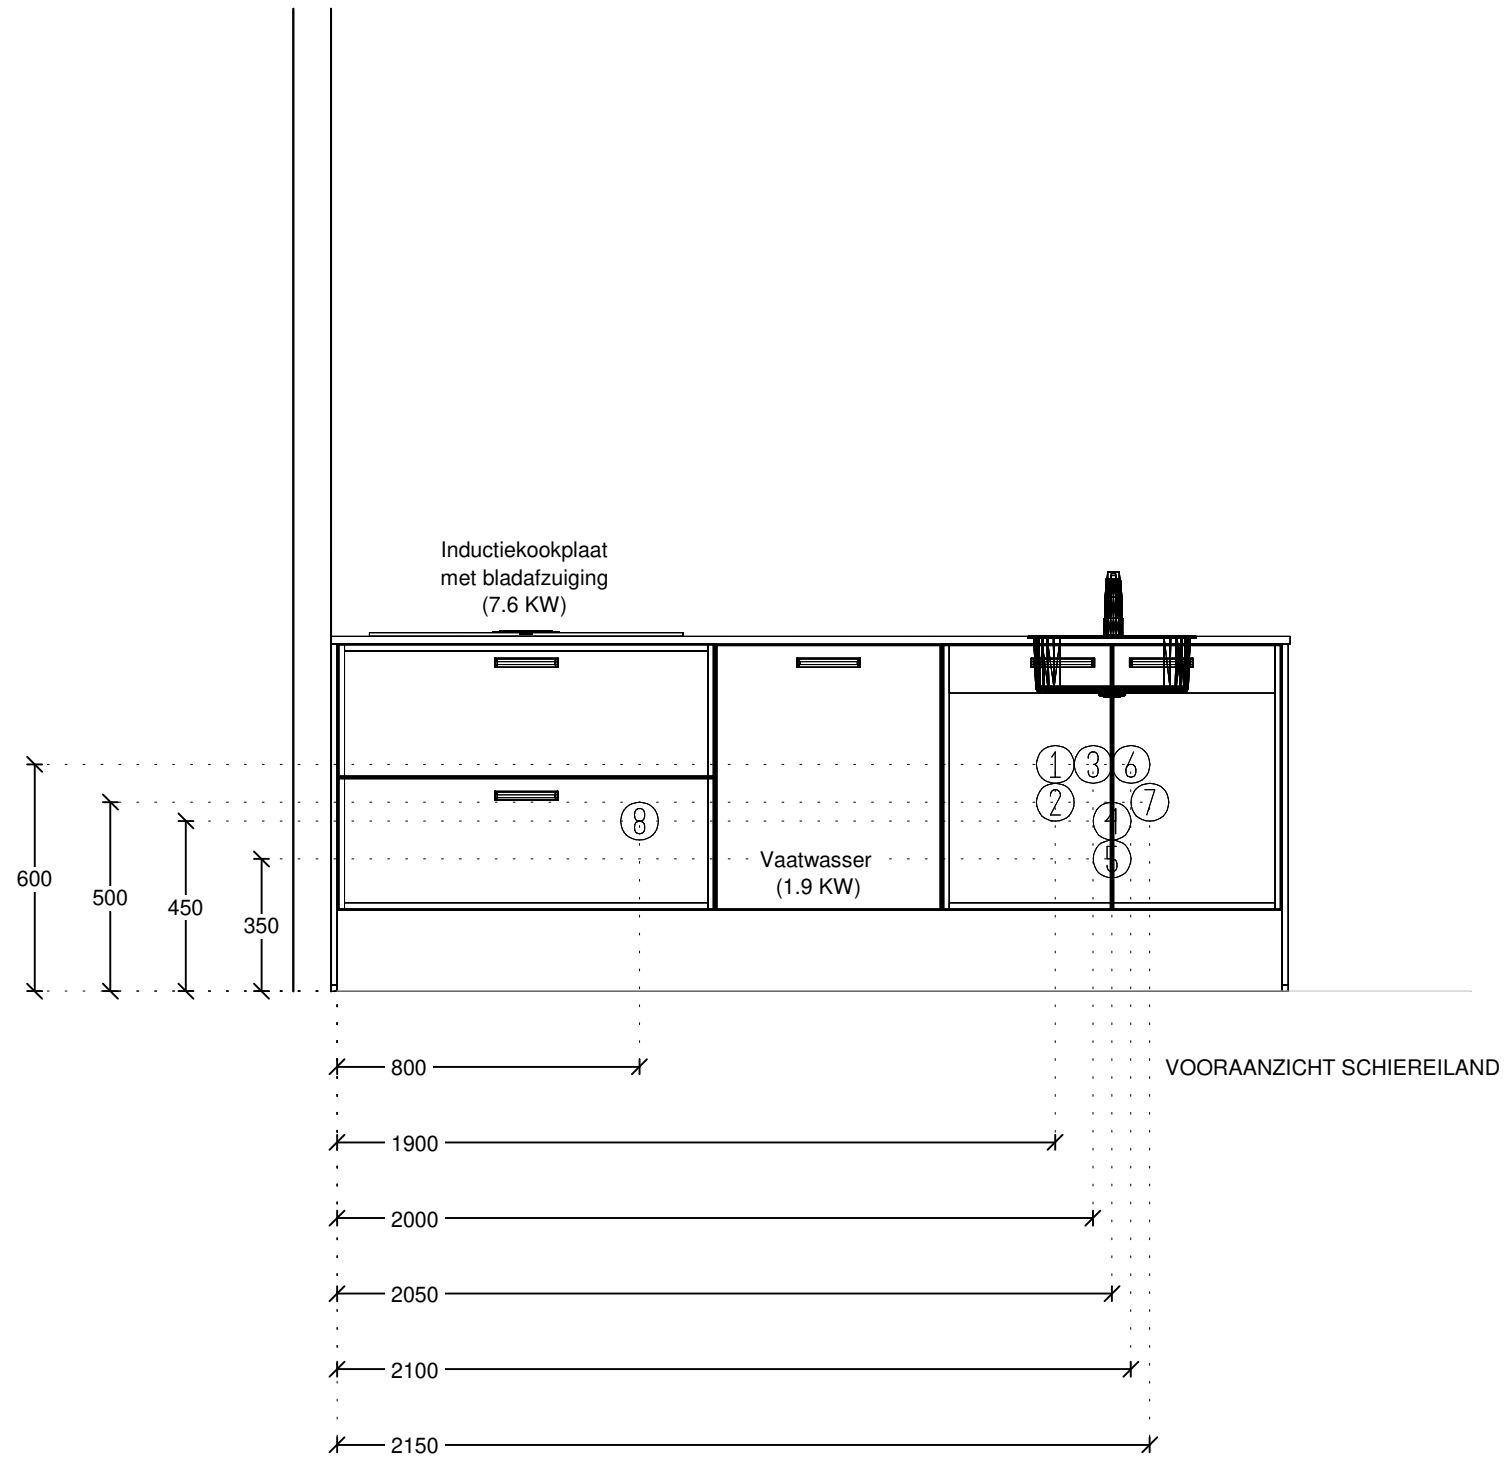 Inductiekookplaat
met bladafzuiging
(7.6 KW)
1 3 6
2 7
8 4
Vaatwasser
(1.9 KW)
5
600
500
450
350
800
VOORAANZICHT SCHIEREILAND
1900
2000
2050
2100
2150